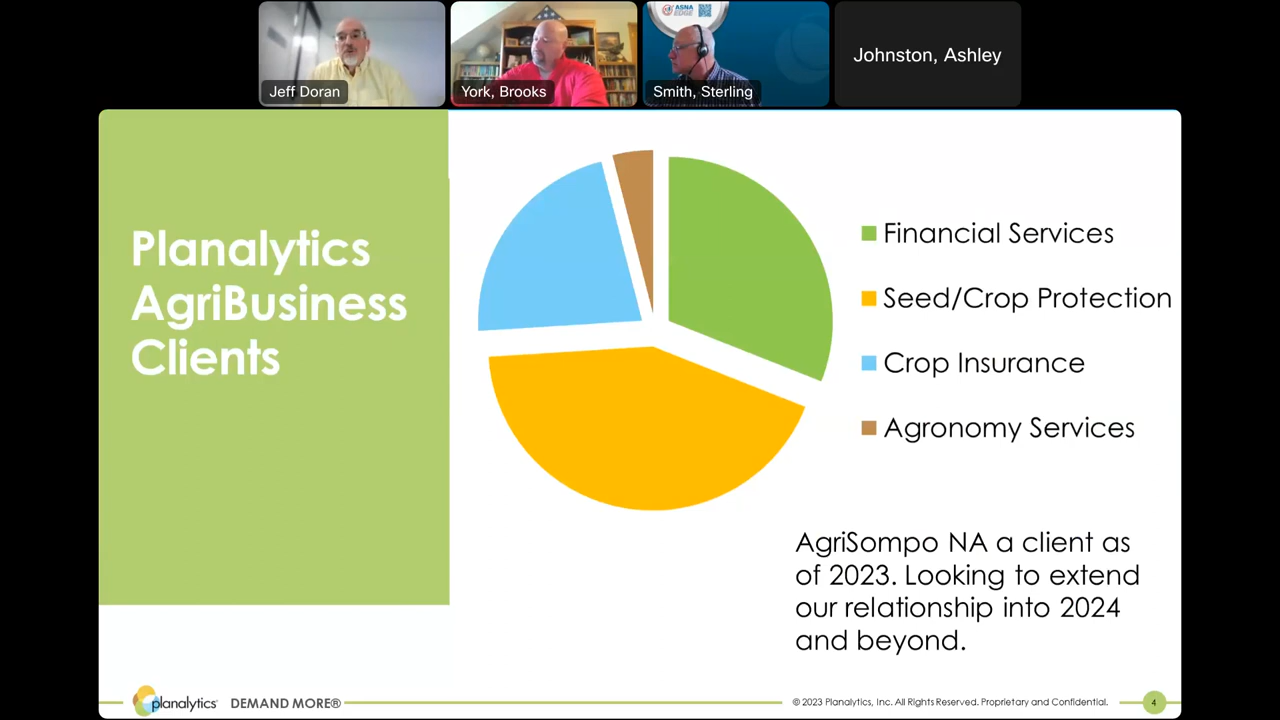 ASNA
EDGE
Jeff Doran
York, Brooks
Smith, Sterling
Johnston, Ashley
Planalytics
AgriBusiness
Clients
Financial Services
Seed/Crop Protection
Crop Insurance
Agronomy Services
AgriSompo NA a client as
of 2023. Looking to extend
our relationship into 2024
and beyond.
planalytics
DEMAND MORE®
© 2023 Planalytics, Inc. All Rights Reserved. Proprietary and Confidential.
4